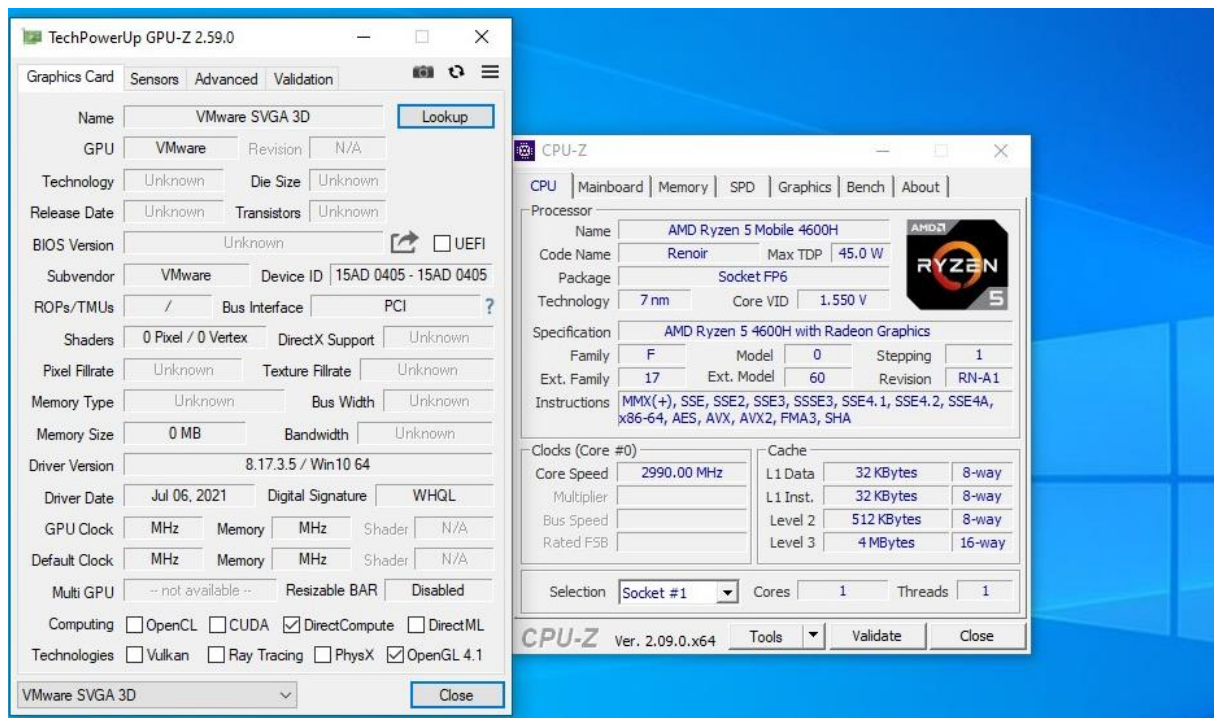 TechPowerUp GPU-Z 2.59.0
Graphics Card Sensors Advanced Validation
Name VMware SVGA 3D Lookup
GPU VMware Revision N/A
Technology Unknown Die Size Unknown
Release Date Unknown Transistors Unknown
BIOS Version Unknown UEFI
Subvendor VMware Device ID 15AD 0405 - 15AD 0405
ROPs/TMUs / Bus Interface PCI ?
Shaders 0 Pixel / 0 Vertex DirectX Support Unknown
Pixel Fillrate Unknown Texture Fillrate Unknown
Memory Type Unknown Bus Width Unknown
Memory Size 0 MB Bandwidth Unknown
Driver Version 8.17.3.5 / Win10 64
Driver Date Jul 06, 2021 Digital Signature WHQL
GPU Clock MHz Memory MHz Shader N/A
Default Clock MHz Memory MHz Shader N/A
Multi GPU -- not available -- Resizable BAR Disabled
Computing OpenCL CUDA DirectCompute DirectML
Technologies Vulkan Ray Tracing PhysX OpenGL 4.1
VMware SVGA 3D Close
CPU-Z
CPU Mainboard Memory SPD Graphics Bench About
Processor
Name AMD Ryzen 5 Mobile 4600H
Code Name Renoir Max TDP 45.0 W
Package Socket FP6
Technology 7 nm Core VID 1.550 V
AMD
RYZEN
5
Specification AMD Ryzen 5 4600H with Radeon Graphics
Family F Model 0 Stepping 1
Ext. Family 17 Ext. Model 60 Revision RN-A1
Instructions MMX(+), SSE, SSE2, SSE3, SSSE3, SSE4.1, SSE4.2, SSE4A,
x86-64, AES, AVX, AVX2, FMA3, SHA
Clocks (Core #0)
Core Speed 2990.00 MHz
Multiplier
Bus Speed
Rated FSB
Cache
L1 Data 32 KBytes 8-way
L1 Inst. 32 KBytes 8-way
Level 2 512 KBytes 8-way
Level 3 4 MBytes 16-way
Selection Socket #1 Cores 1 Threads 1
CPU-Z Ver. 2.09.0.x64 Tools Validate Close